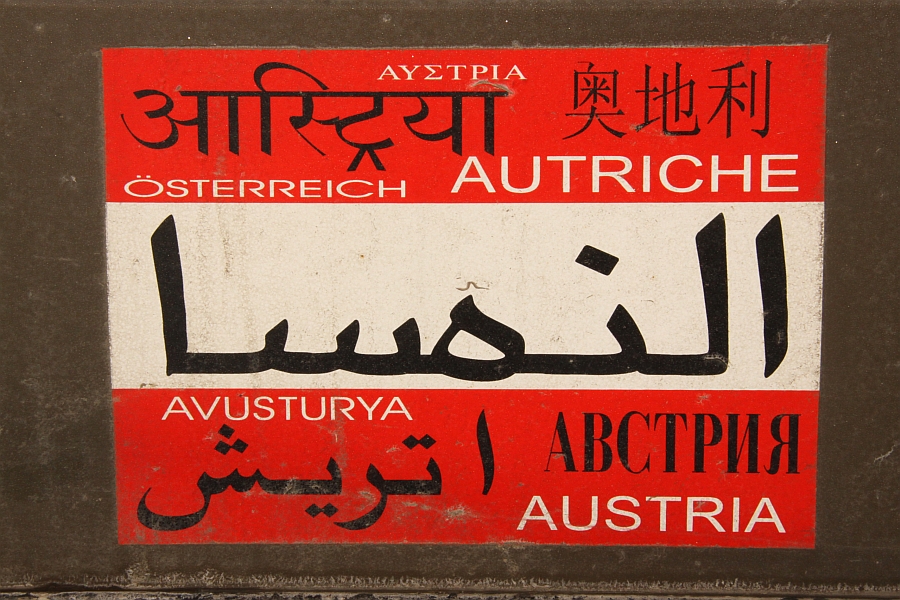 ΑΥΣΤΡΙΑ
आस्ट्रिया
奥地利
ÖSTERREICH
AUTRICHE
النمسا
AVUSTURYA
اتریش
АВСТРИЯ
AUSTRIA